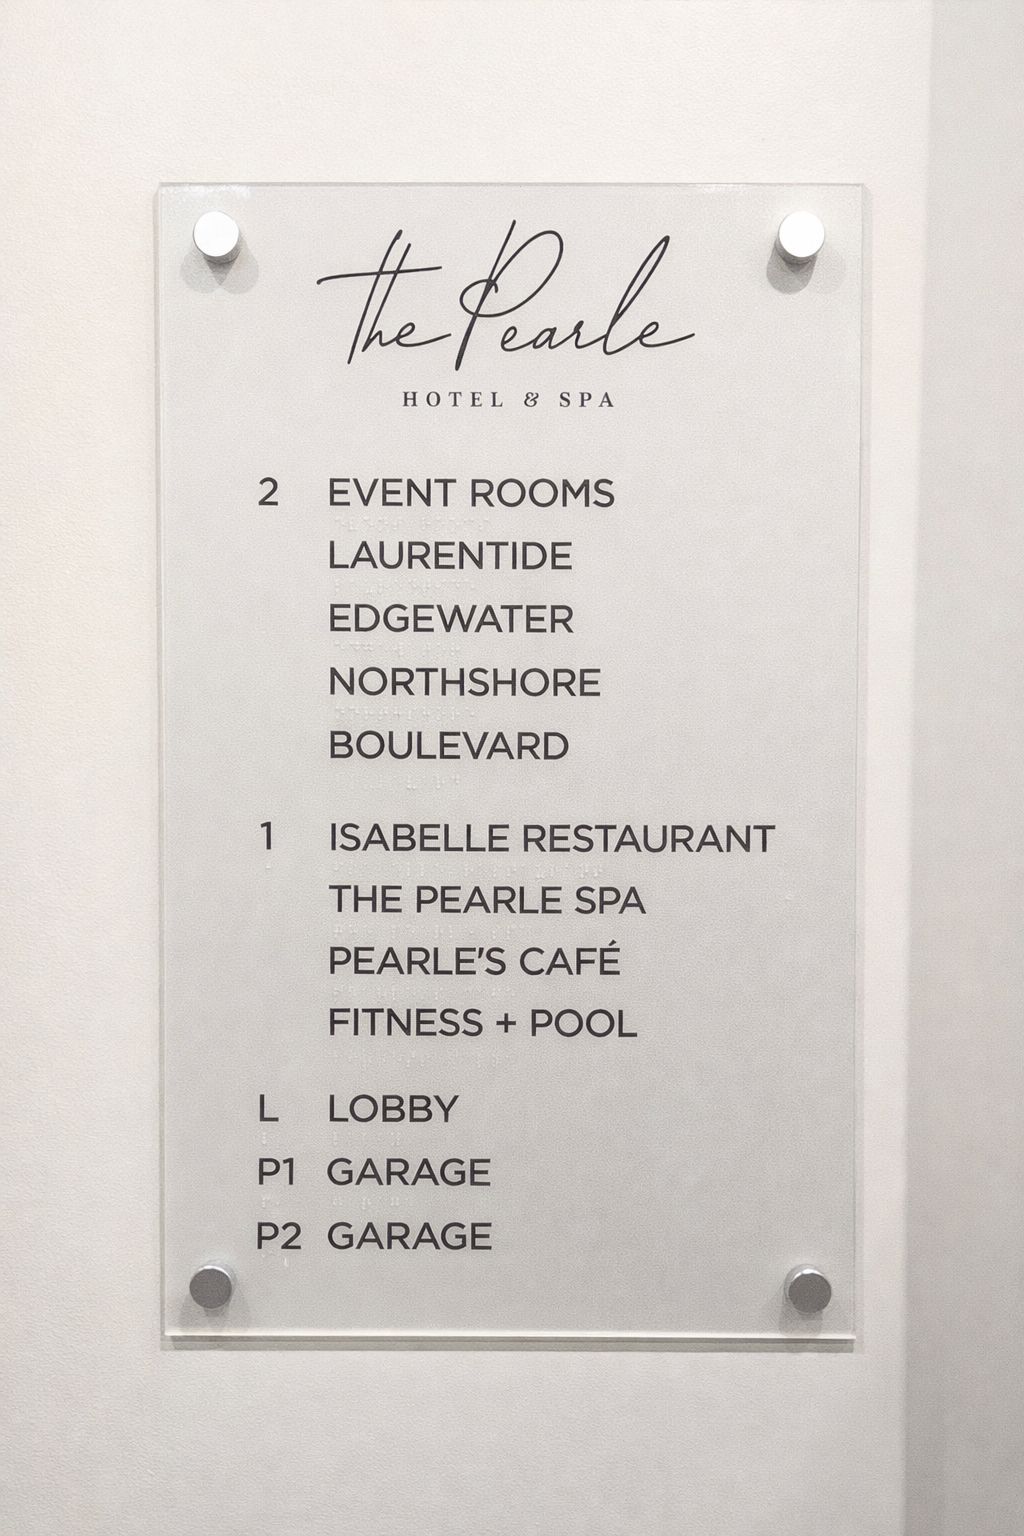 the Pearle
HOTEL & SPA
2 EVENT ROOMS
LAURENTIDE
EDGEWATER
NORTHSHORE
BOULEVARD
1 ISABELLE RESTAURANT
THE PEARLE SPA
PEARLE'S CAFÉ
FITNESS + POOL
L LOBBY
P1 GARAGE
P2 GARAGE